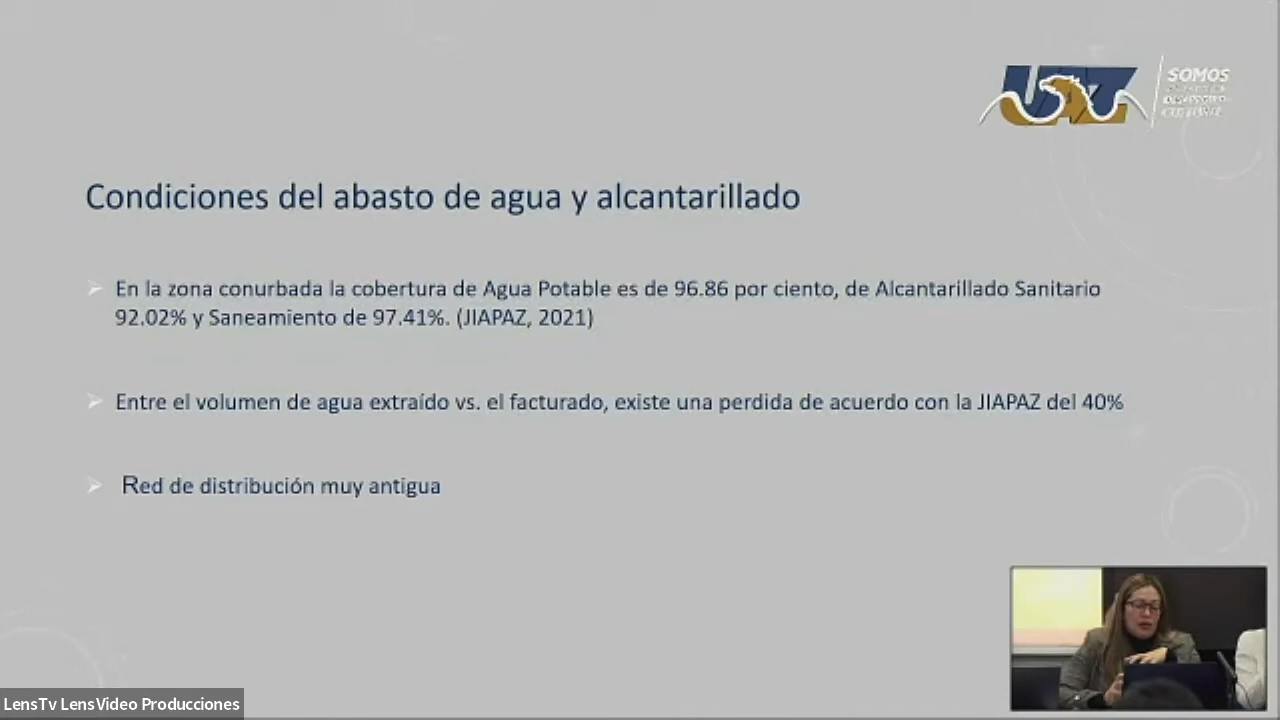 UAZ
SOMOS
Condiciones del abasto de agua y alcantarillado
En la zona conurbada la cobertura de Agua Potable es de 96.86 por ciento, de Alcantarillado Sanitario
92.02% y Saneamiento de 97.41%. (JIAPAZ, 2021)
Entre el volumen de agua extraído vs. el facturado, existe una perdida de acuerdo con la JIAPAZ del 40%
Red de distribución muy antigua
LensTv LensVideo Producciones